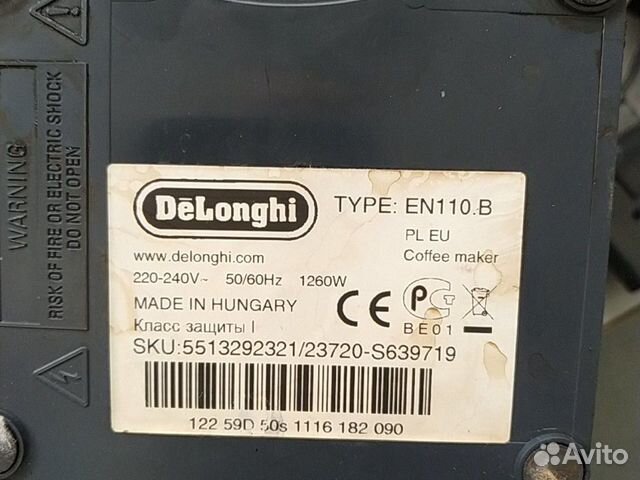 WARNING
RISK OF FIRE OR ELECTRIC SHOCK
DO NOT OPEN
DeLonghi
TYPE: EN110.B
PL EU
www.delonghi.com
Coffee maker
220-240V~ 50/60Hz 1260W
MADE IN HUNGARY
CE
Класс защиты I
BE01
SKU:5513292321/23720-S639719
122 59D 50s 1116 182 090
Avito